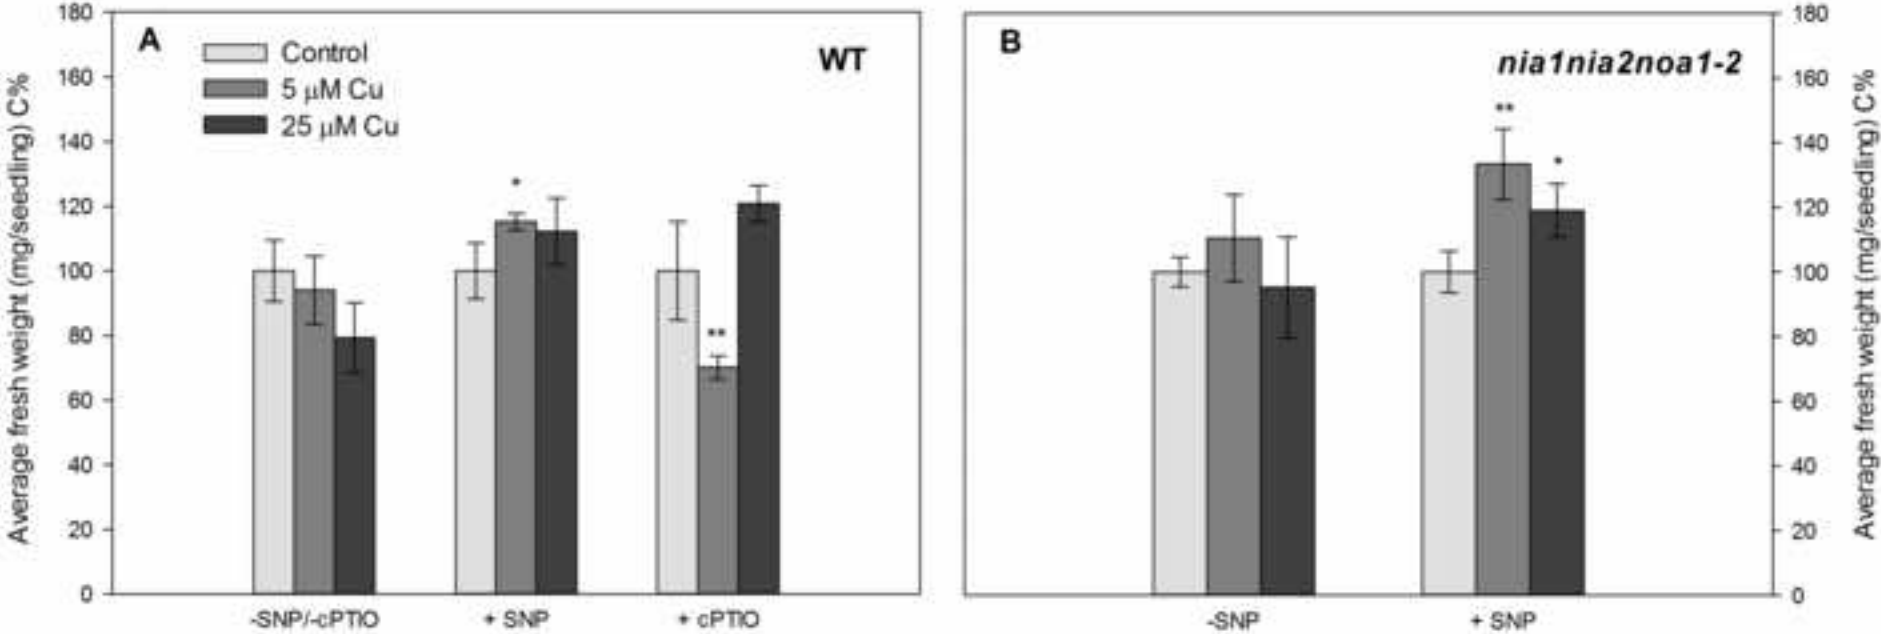 A
Control
5 μM Cu
25 μM Cu
WT
Average fresh weight (mg/seedling) C%
180
160
140
120
100
80
60
40
20
0
*
**
-SNP/-cPTIO
+ SNP
+ cPTIO
B
nia1nia2noa1-2
**
*
180
160
140
120
100
80
60
40
20
0
Average fresh weight (mg/seedling) C%
-SNP
+ SNP